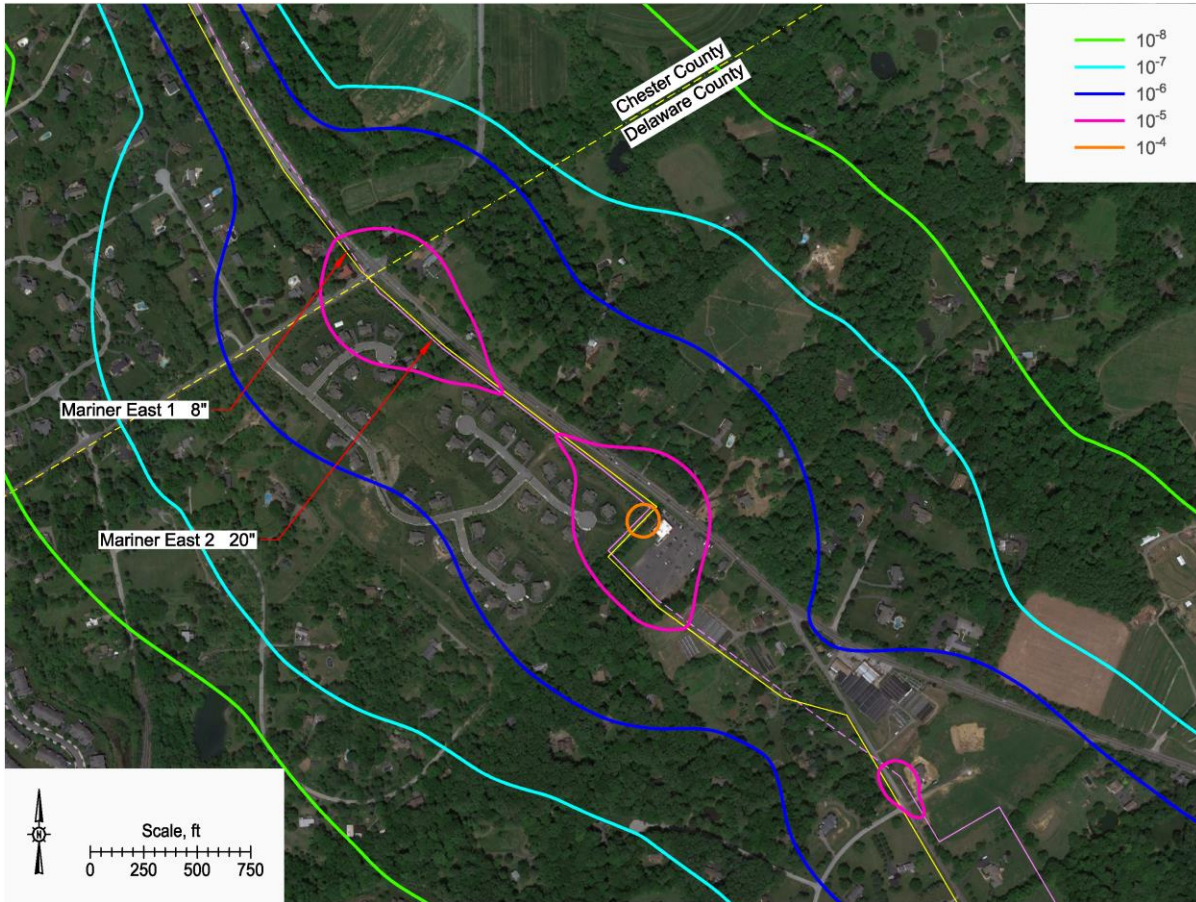 Chester County
Delaware County
10⁻⁸
10⁻⁷
10⁻⁶
10⁻⁵
10⁻⁴
Mariner East 1 8"
Mariner East 2 20"
N
Scale, ft
0 250 500 750